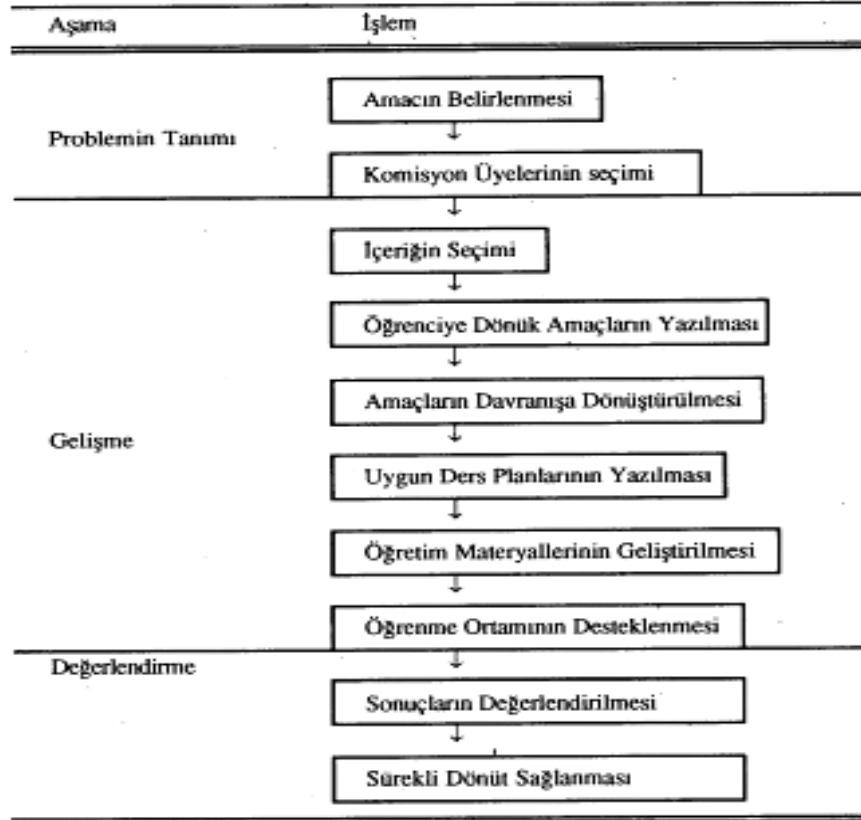 Aşama İşlem
Amacın Belirlenmesi
Problemin Tanımı
Komisyon Üyelerinin seçimi
İçeriğin Seçimi
Öğrenciye Dönük Amaçların Yazılması
Amaçların Davranışa Dönüştürülmesi
Gelişme
Uygun Ders Planlarının Yazılması
Öğretim Materyallerinin Geliştirilmesi
Öğrenme Ortamının Desteklenmesi
Değerlendirme
Sonuçların Değerlendirilmesi
Sürekli Dönüt Sağlanması